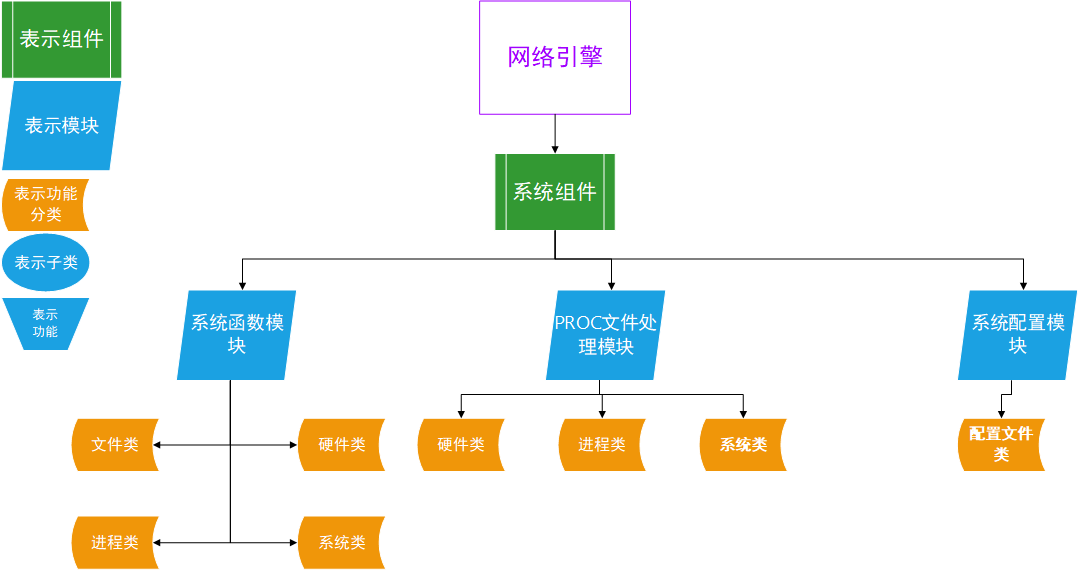 表示组件
表示模块
表示功能
分类
表示子类
表示
功能
网络引擎
系统组件
系统函数模
块
PROC文件处
理模块
系统配置模
块
文件类
硬件类
硬件类
进程类
系统类
配置文件
类
进程类
系统类